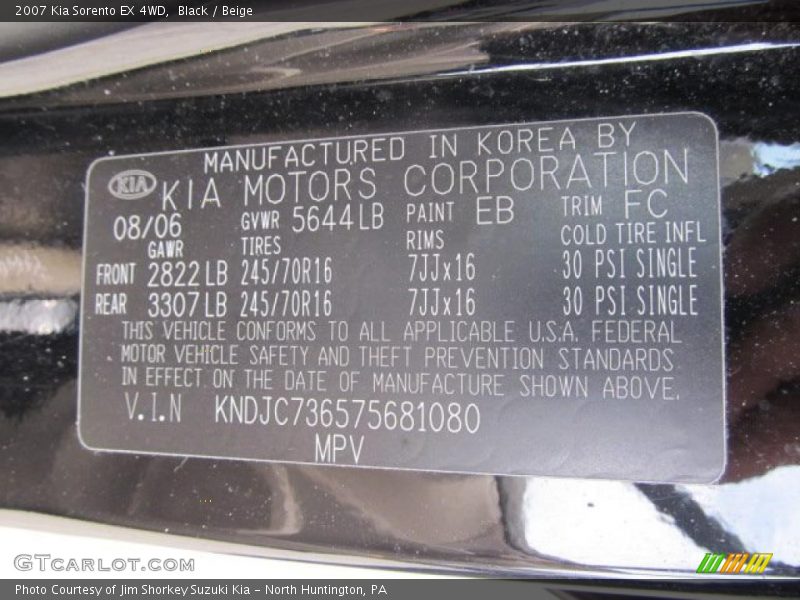 2007 Kia Sorento EX 4WD,  Black / Beige
MANUFACTURED IN KOREA BY
KIA KIA MOTORS CORPORATION
08/06 GVWR 5644LB PAINT EB TRIM FC
GAWR TIRES RIMS COLD TIRE INFL
FRONT 2822LB 245/70R16 7JJx16 30 PSI SINGLE
REAR 3307LB 245/70R16 7JJx16 30 PSI SINGLE
THIS VEHICLE CONFORMS TO ALL APPLICABLE U.S.A. FEDERAL
MOTOR VEHICLE SAFETY AND THEFT PREVENTION STANDARDS
IN EFFECT ON THE DATE OF MANUFACTURE SHOWN ABOVE.
V.I.N KNDJC736575681080
MPV
GTCARLOT.COM
Photo Courtesy of Jim Shorkey Suzuki Kia - North Huntington, PA